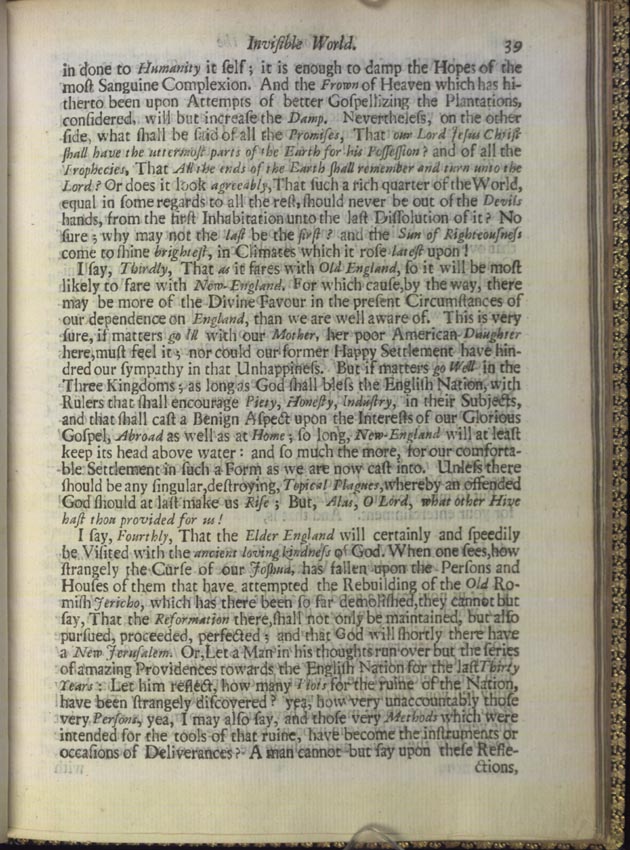 Inviſible World. 39
in done to Humanity it ſelf; it is enough to damp the Hopes of the
moſt Sanguine Complexion. And the Frown of Heaven which has hi-
therto been upon Attempts of better Goſpellizing the Plantations,
conſidered, will but increaſe the Damp. Nevertheleſs, on the other
ſide, what ſhall be ſaid of all the Promiſes, That our Lord Jeſus Chriſt
ſhall have the uttermoſt parts of the Earth for his Poſſeſſion? and of all the
Prophecies, That All the ends of the Earth ſhall remember and turn unto the
Lord? Or does it look agreeably, That ſuch a rich quarter of the World,
equal in ſome regards to all the reſt, ſhould never be out of the Devils
hands, from the firſt Inhabitation unto the laſt Diſſolution of it? No
ſure; why may not the laſt be the firſt? and the Sun of Righteouſneſs
come to ſhine brighteſt, in Climates which it roſe lateſt upon!
I ſay, Thirdly, That as it fares with Old England, ſo it will be moſt
likely to fare with New-England. For which cauſe, by the way, there
may be more of the Divine Favour in the preſent Circumſtances of
our dependence on England, than we are well aware of. This is very
ſure, if matters go ill with our Mother, her poor American Daughter
here, muſt feel it; nor could our former Happy Settlement have hin-
dred our ſympathy in that Unhappineſs. But if matters go Well in the
Three Kingdoms; as long as God ſhall bleſs the Engliſh Nation, with
Rulers that ſhall encourage Piety, Honeſty, Induſtry, in their Subjects,
and that ſhall caſt a Benign Aſpect upon the Intereſts of our Glorious
Goſpel, Abroad as well as at Home; ſo long, New-England will at leaſt
keep its head above water: and ſo much the more, for our comforta-
ble Settlement in ſuch a Form as we are now caſt into. Unleſs there
ſhould be any ſingular, deſtroying, Topical Plagues, whereby an offended
God ſhould at laſt make us Riſe; But, Alas, O Lord, what other Hive
haſt thou provided for us!
I ſay, Fourthly, That the Elder England will certainly and ſpeedily
be Viſited with the ancient loving kindneſs of God. When one ſees, how
ſtrangely the Curſe of our Joſhua, has fallen upon the Perſons and
Houſes of them that have attempted the Rebuilding of the Old Ro-
miſh Jericho, which has there been ſo far demoliſhed, they cannot but
ſay, That the Reformation there, ſhall not only be maintained, but alſo
purſued, proceeded, perfected; and that God will ſhortly there have
a New Jeruſalem. Or, Let a Man in his thoughts run over but the ſeries
of amazing Providences towards the Engliſh Nation for the laſt Thirty
Years: Let him reflect, how many Plots for the ruine of the Nation,
have been ſtrangely diſcovered? yea, how very unaccountably thoſe
very Perſons, yea, I may alſo ſay, and thoſe very Methods which were
intended for the tools of that ruine, have become the inſtruments or
occaſions of Deliverances? A man cannot but ſay upon theſe Refle-
ctions,